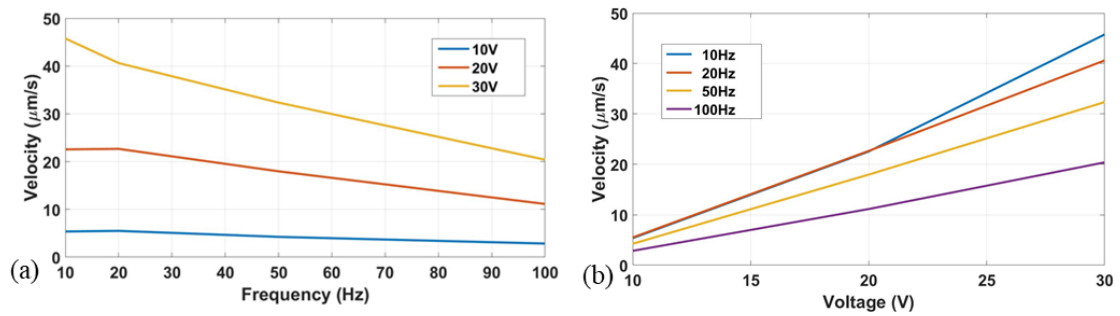 50
40
30
20
10
0
Velocity (μm/s)
10V
20V
30V
10 20 30 40 50 60 70 80 90 100
Frequency (Hz)
(a)
50
40
30
20
10
0
Velocity (μm/s)
10Hz
20Hz
50Hz
100Hz
10 15 20 25 30
Voltage (V)
(b)